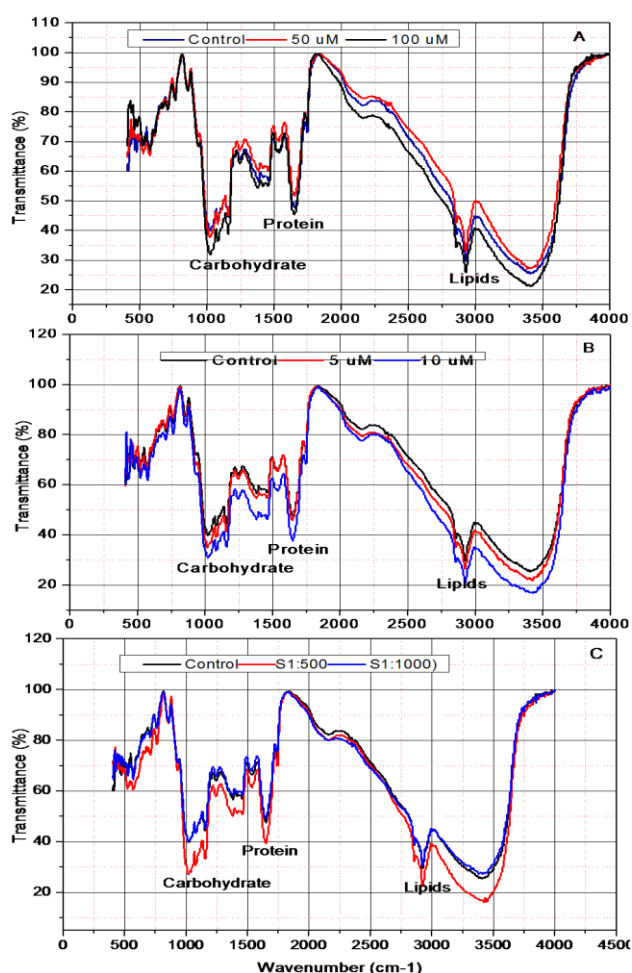 110
A
Control 50 uM 100 uM
100
90
80
70
60
50
40
30
20
Transmittance (%)
Protein
Carbohydrate
Lipids
0 500 1000 1500 2000 2500 3000 3500 4000
120
B
Control 5 uM 10 uM
100
80
60
40
20
Transmittance (%)
Protein
Carbohydrate
Lipids
0 500 1000 1500 2000 2500 3000 3500 4000
120
C
Control S1:500 S1:1000)
100
80
60
40
20
Transmittance (%)
Protein
Carbohydrate
Lipids
0 500 1000 1500 2000 2500 3000 3500 4000 4500
Wavenumber (cm-1)